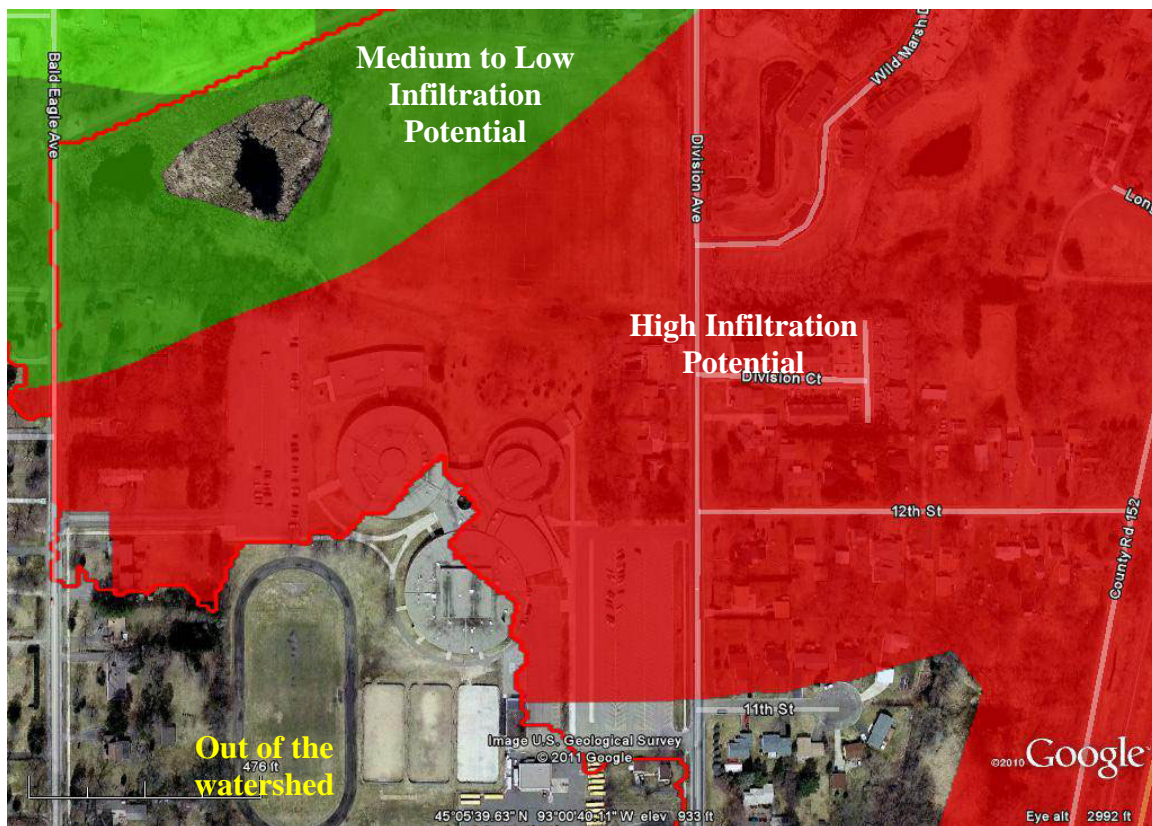 Medium to Low
Infiltration
Potential
Bald Eagle Ave
Wild Marsh D
Division Ave
Long
High Infiltration
Potential
Division Ct
12th St
County Rd 152
11th St
Image U.S. Geological Survey
© 2011 Google
Out of the
watershed
476 ft
©2010 Google
45°05'39.63" N 93°00'40.11" W elev 933 ft
Eye alt 2992 ft